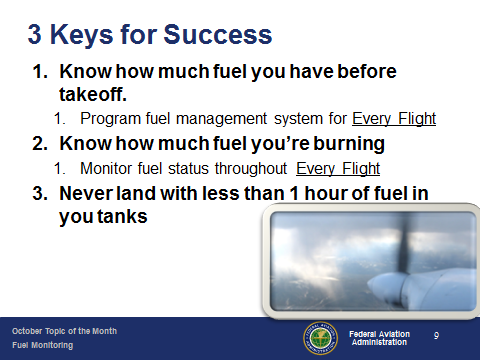 3 Keys for Success
1. Know how much fuel you have before
takeoff.
1. Program fuel management system for Every Flight
2. Know how much fuel you're burning
1. Monitor fuel status throughout Every Flight
3. Never land with less than 1 hour of fuel in
you tanks
October Topic of the Month
Fuel Monitoring
Federal Aviation
Administration
9